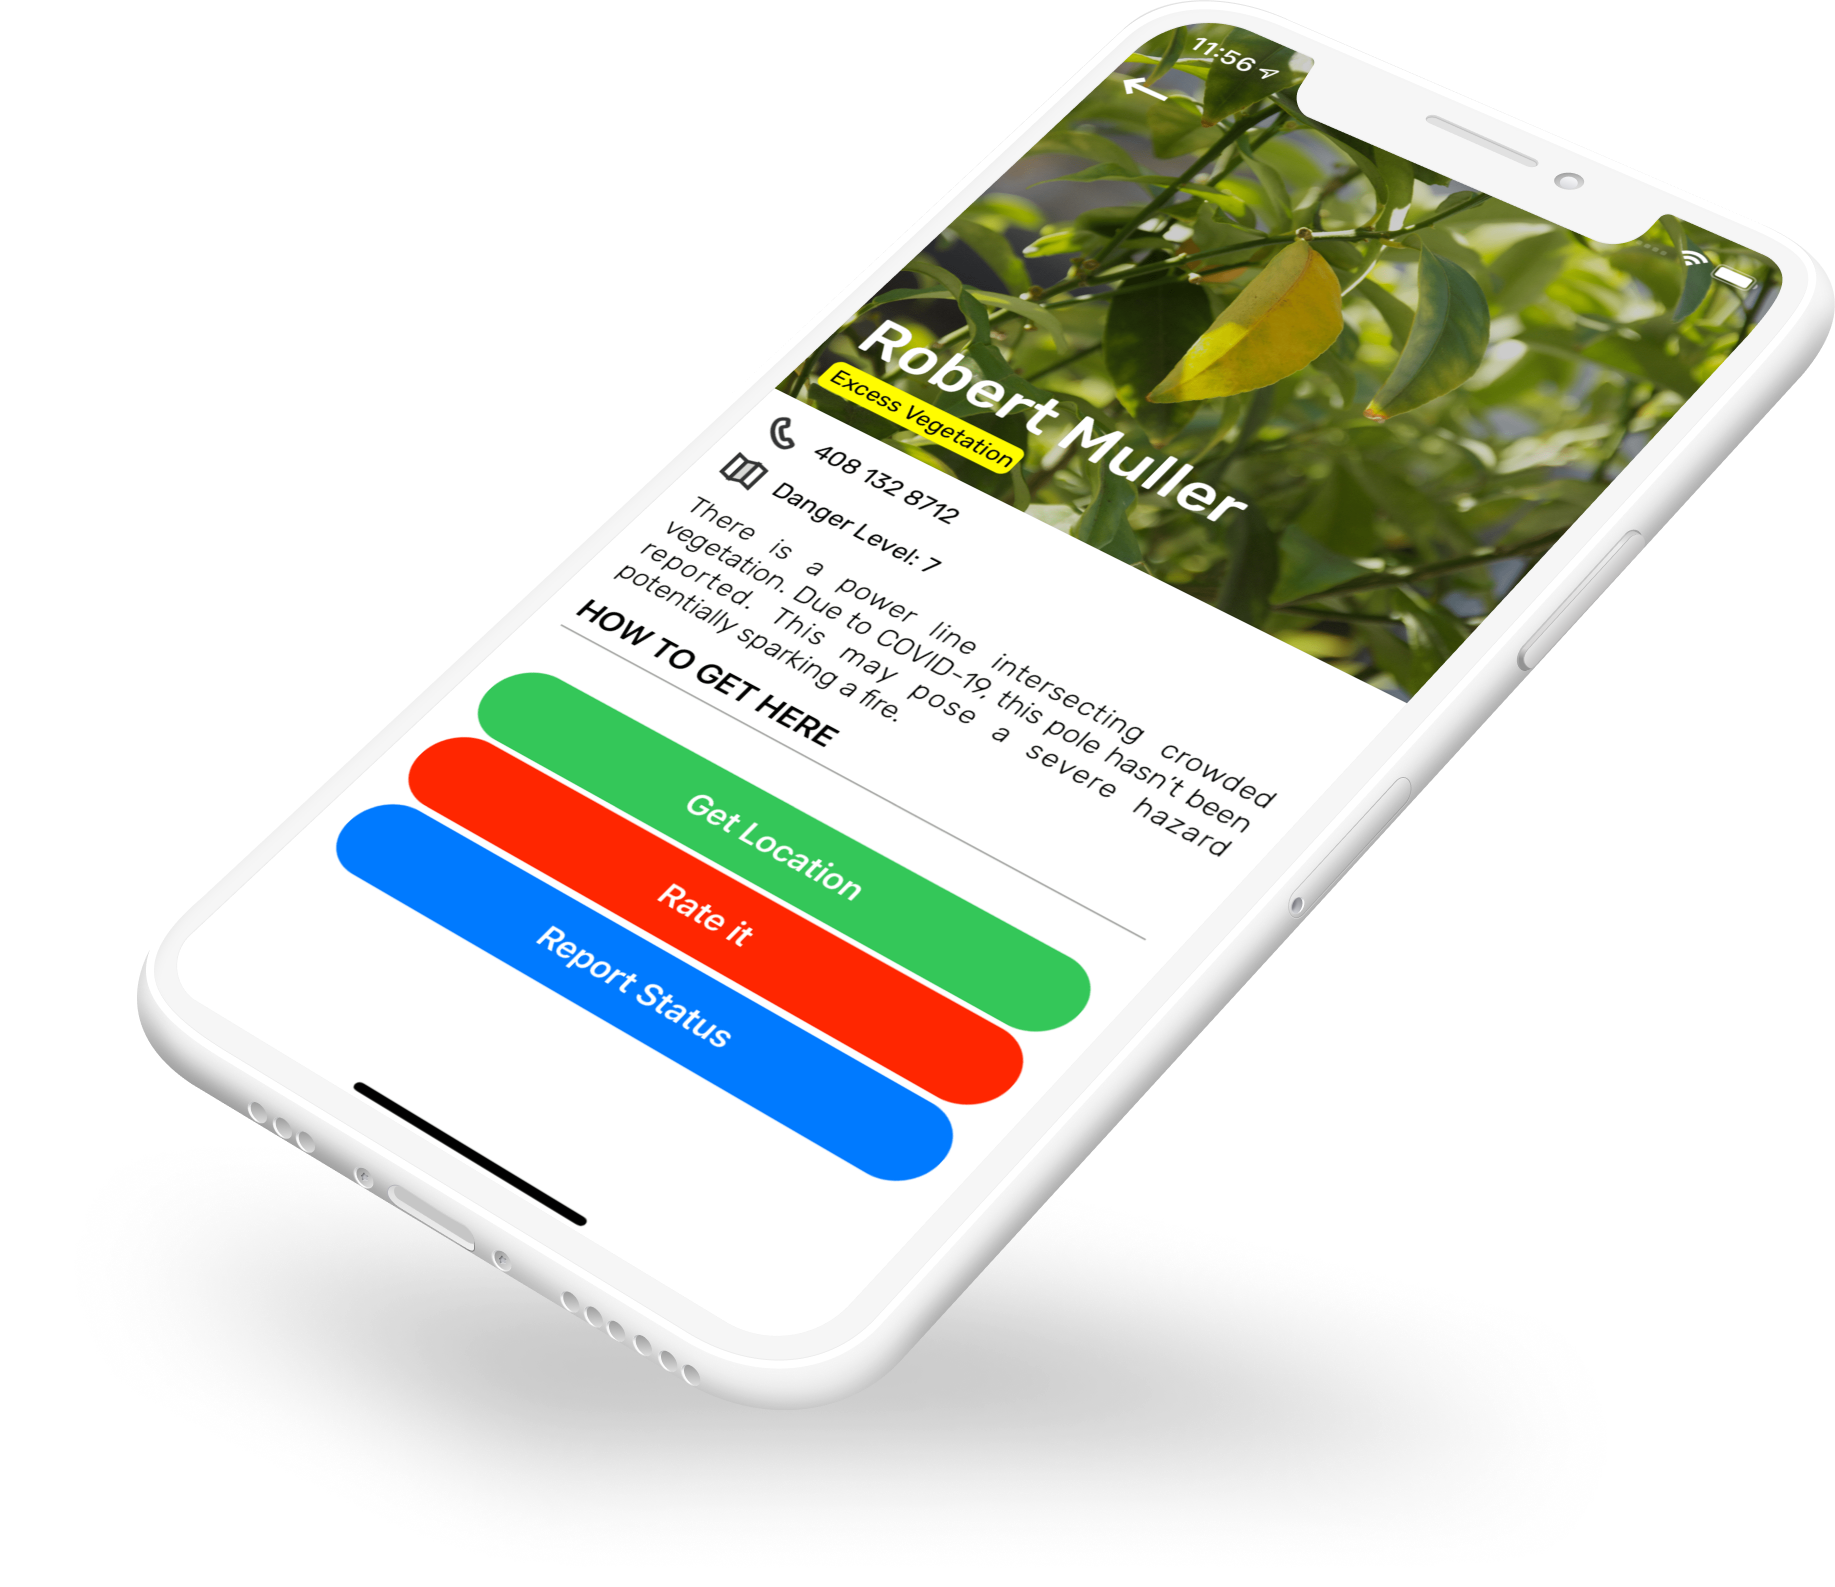 11:56
Robert Muller
Excess Vegetation
408 132 8712
Danger Level: 7
There is a power line intersecting crowded
vegetation. Due to COVID-19, this pole hasn't been
reported. This may pose a severe hazard
potentially sparking a fire.
HOW TO GET HERE
Get Location
Rate it
Report Status